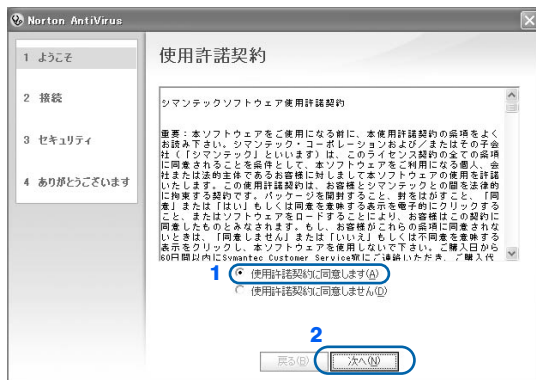 Norton AntiVirus
1 ようこそ
2 接続
3 セキュリティ
4 ありがとうございます
使用許諾契約
シマンテックソフトウェア使用許諾契約
重要：本ソフトウェアをご使用になる前に、本使用許諾契約の条項をよく
お読み下さい。シマンテック・コーポレーションおよび/またはその子会
社（「シマンテック」といいます）は、このライセンス契約の全ての条項
に同意されることを条件として、本ソフトウェアをご利用になる個人、会
社または法的主体であるお客様に対しまして本ソフトウェアの使用を許諾
いたします。この使用許諾契約は、お客様とシマンテックとの間を法律的
に拘束する契約です。パッケージを開封すること、封をはがすこと、「同
意」または「はい」もしくは同意を意味する表示を電子的にクリックする
こと、またはソフトウェアをロードすることにより、お客様はこの契約に
同意したものとみなされます。もし、お客様がこれらの条項に同意されな
いときは、「同意しません」または「いいえ」もしくは不同意を意味する
表示をクリックし、本ソフトウェアを使用しないで下さい。ご購入日から
60日間以内にSymantec Customer Service宛にご連絡いただき、ご購入代
1
使用許諾契約に同意します(A)
使用許諾契約に同意しません(D)
2
戻る(B)
次へ(N)